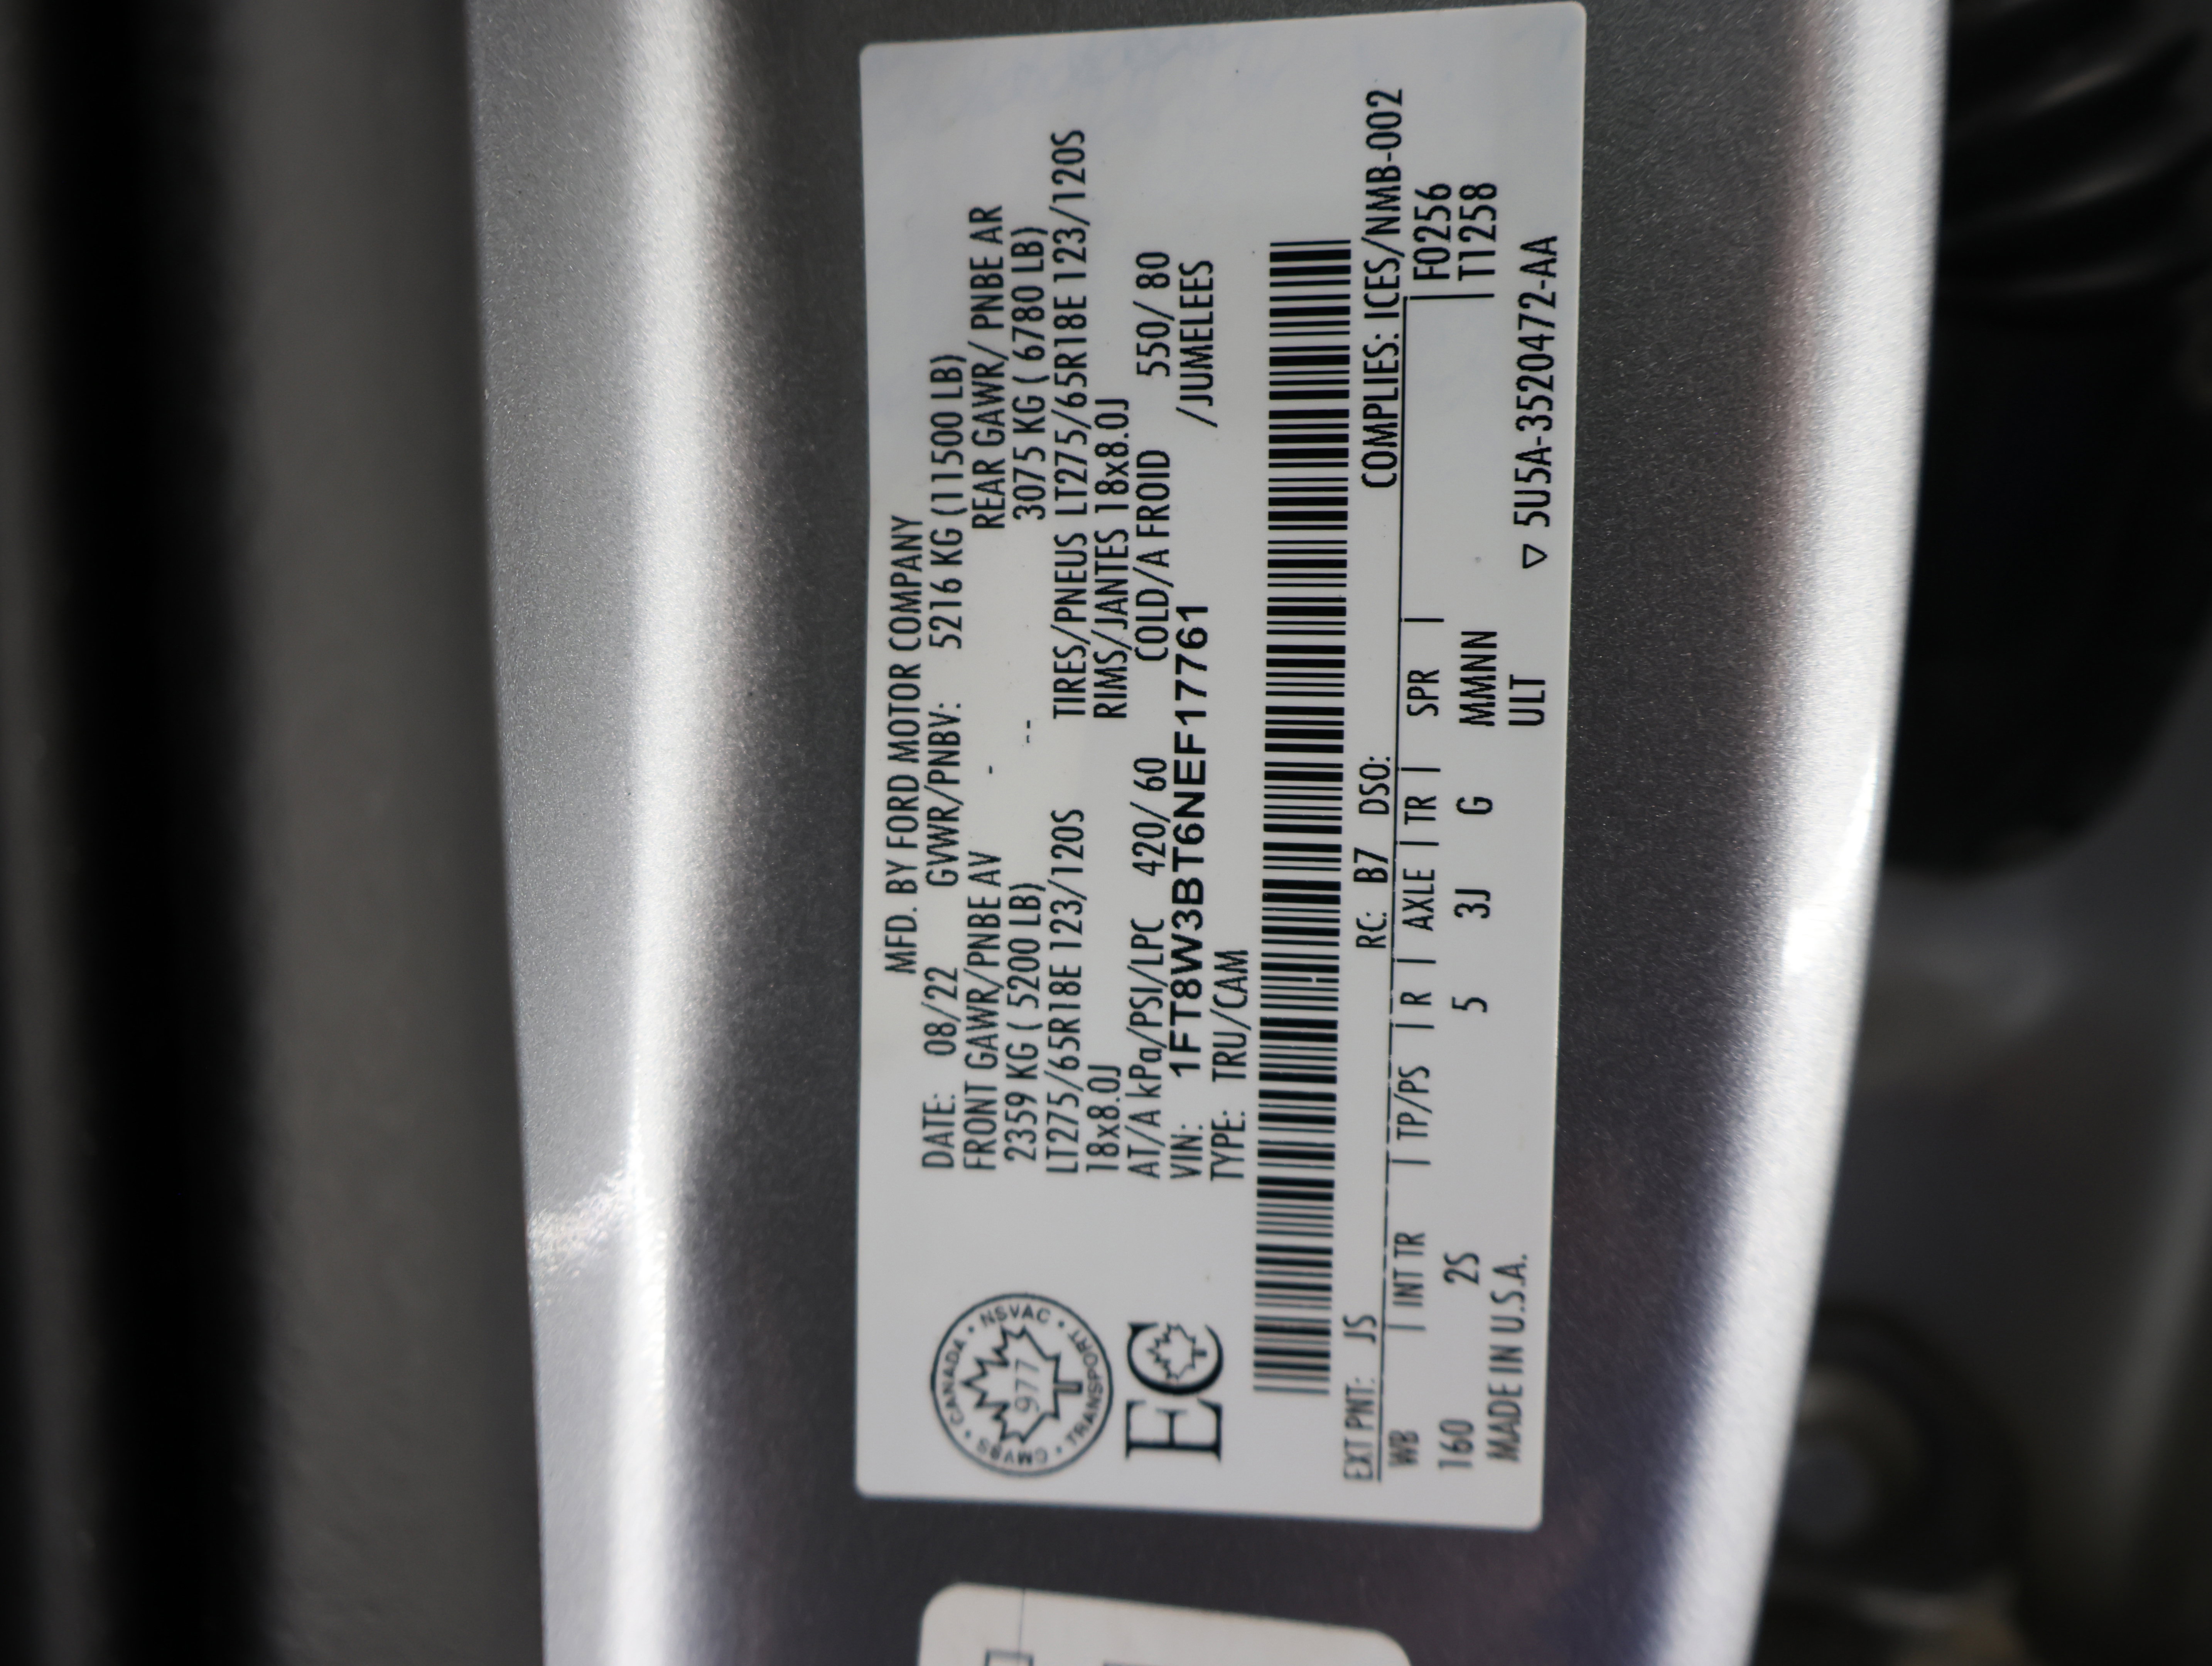 MFD. BY FORD MOTOR COMPANY
DATE: 08/22 GVWR/PNBV: 5216 KG (11500 LB)
FRONT GAWR/PNBE AV - REAR GAWR/ PNBE AR
2359 KG ( 5200 LB) -- 3075 KG ( 6780 LB)
LT275/65R18E 123/120S TIRES/PNEUS LT275/65R18E 123/120S
18x8.0J RIMS/JANTES 18x8.0J
AT/A kPa/PSI/LPC 420/ 60 COLD/A FROID 550/ 80
VIN: 1FT8W3BT6NEF17761 /JUMELEES
TYPE: TRU/CAM
CANADA • NSVAC • TRANSPORT • CMVSS •
977
EC
EXT PNT: JS RC: B7 DSO: COMPLIES: ICES/NMB-002
WB | INT TR | TP/PS | R | AXLE | TR | SPR | F0256
160 2S 5 3J G MMNN T1258
MADE IN U.S.A. ULT ▽ 5U5A-3520472-AA